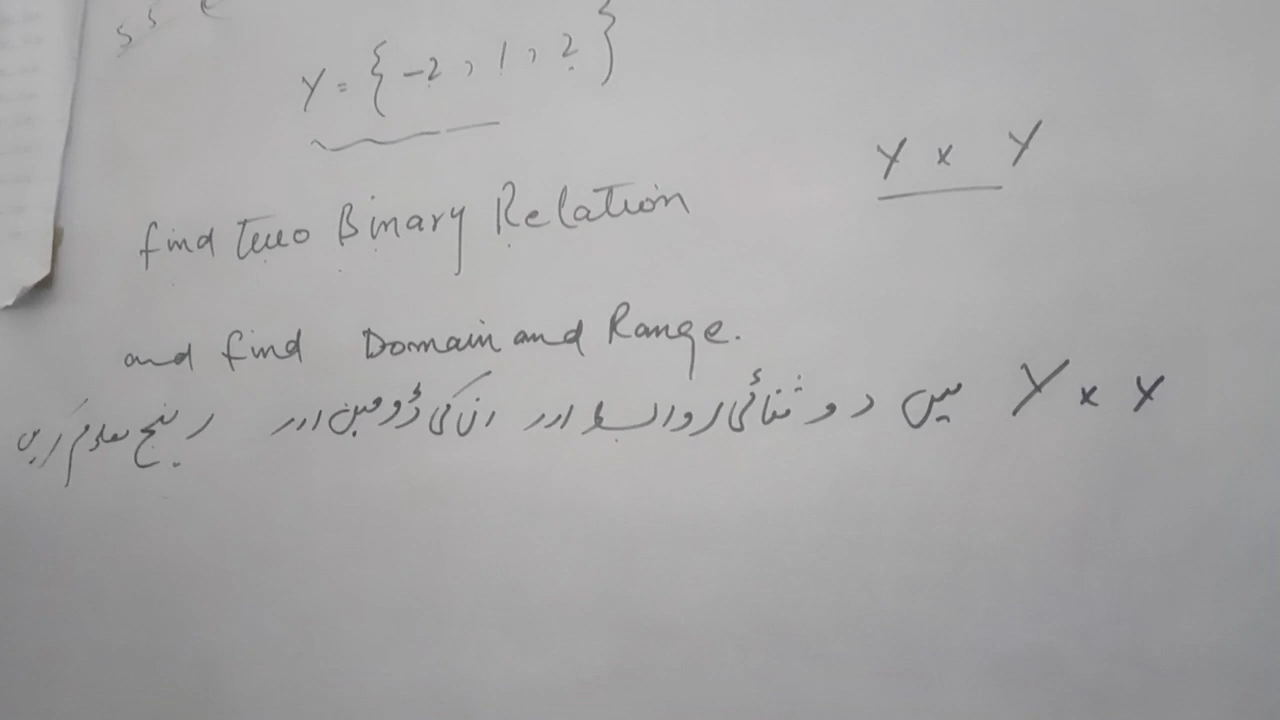 Y = { -2 , 1 , 2 }
Y x Y
find two Binary Relation
and find Domain and Range.
Y x Y میں دو ثنائی روابط اور ان کی ڈومین اور رینج معلوم کریں